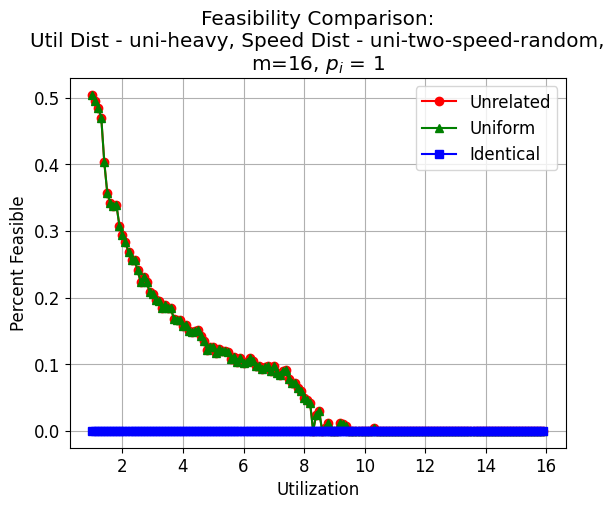 Feasibility Comparison:
Util Dist - uni-heavy, Speed Dist - uni-two-speed-random,
m=16, $p_i$ = 1
Unrelated
Uniform
Identical
Percent Feasible
0.5
0.4
0.3
0.2
0.1
0.0
2 4 6 8 10 12 14 16
Utilization